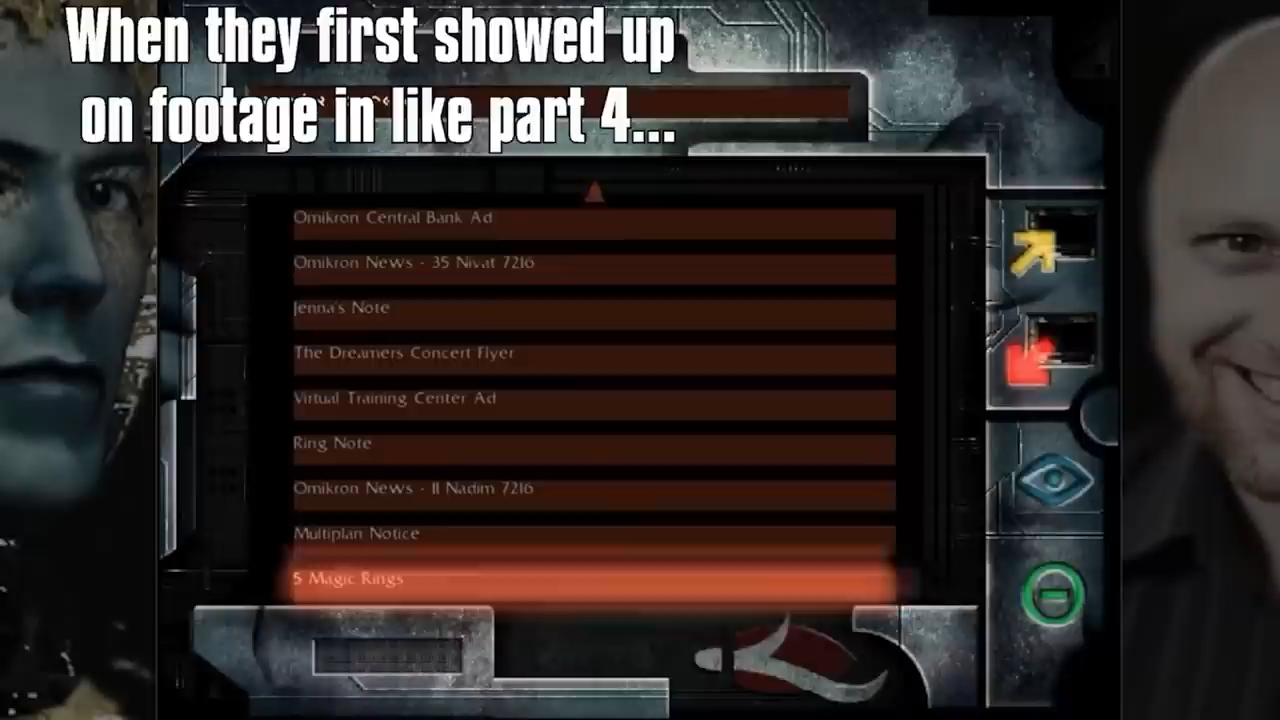 When they first showed up
on footage in like part 4...
Omikron Central Bank Ad
Omikron News - 35 Nivat 7216
Jenna's Note
The Dreamers Concert Flyer
Virtual Training Center Ad
Ring Note
Omikron News - 11 Nadim 7216
Multiplan Notice
5 Magic Rings